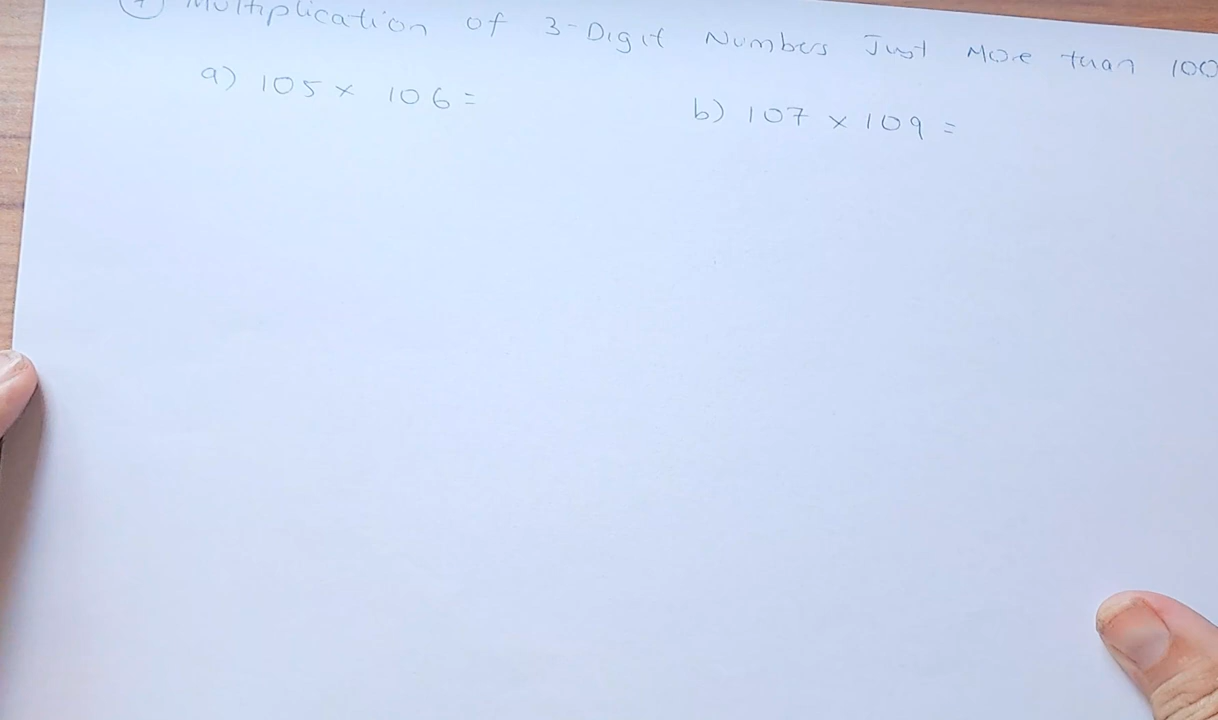 Multiplication of 3-Digit Numbers Just More than 100
a) 105 × 106 =
b) 107 × 109 =